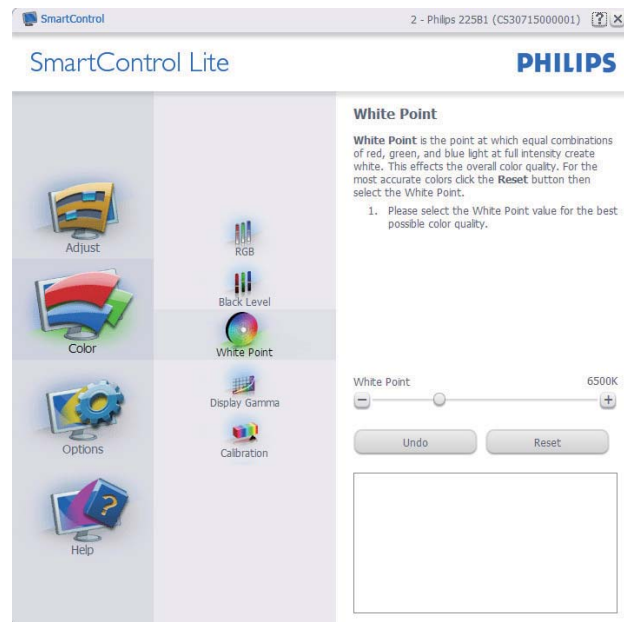 SmartControl
2 - Philips 225B1 (CS30715000001)
?
SmartControl Lite
PHILIPS
Adjust
Color
Options
Help
RGB
Black Level
White Point
Display Gamma
Calibration
White Point
White Point is the point at which equal combinations
of red, green, and blue light at full intensity create
white. This effects the overall color quality. For the
most accurate colors click the Reset button then
select the White Point.
1. Please select the White Point value for the best
possible color quality.
White Point 6500K
Undo
Reset